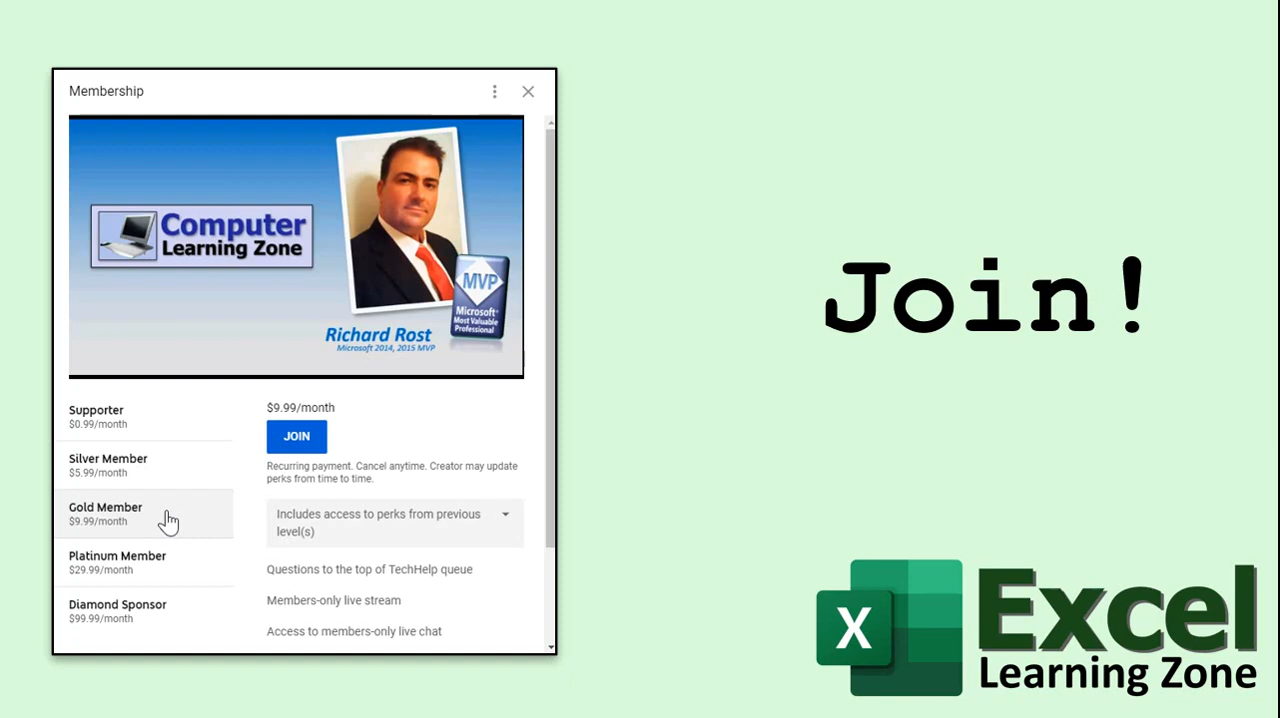 Membership
Computer
Learning Zone
MVP
Microsoft®
Most Valuable
Professional
Richard Rost
Microsoft 2014, 2015 MVP
Supporter
$0.99/month
Silver Member
$5.99/month
Gold Member
$9.99/month
Platinum Member
$29.99/month
Diamond Sponsor
$99.99/month
$9.99/month
JOIN
Recurring payment. Cancel anytime. Creator may update
perks from time to time.
Includes access to perks from previous
level(s)
Questions to the top of TechHelp queue
Members-only live stream
Access to members-only live chat
Join!
X
Excel
Learning Zone